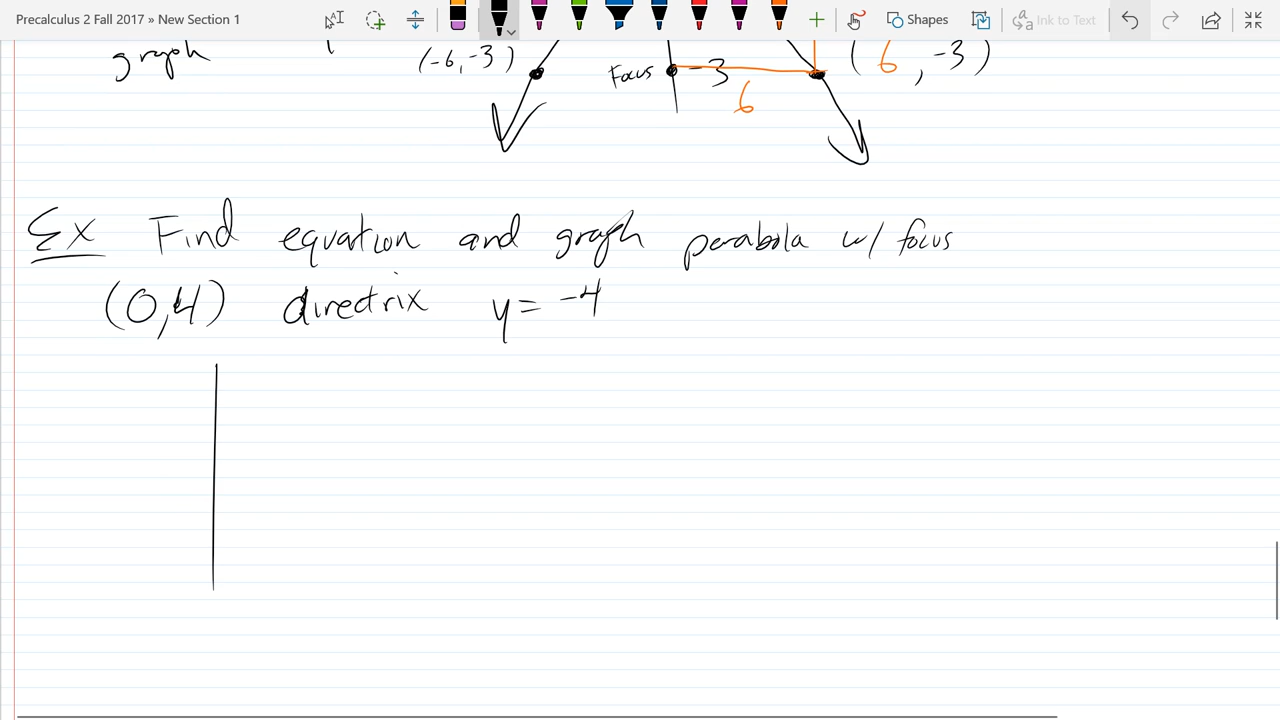 Precalculus 2 Fall 2017 » New Section 1
Shapes
Ink to Text
graph
(-6, -3)
Focus
-3
6
(6, -3)
Ex Find equation and graph parabola w/ focus
(0,4) directrix y = -4